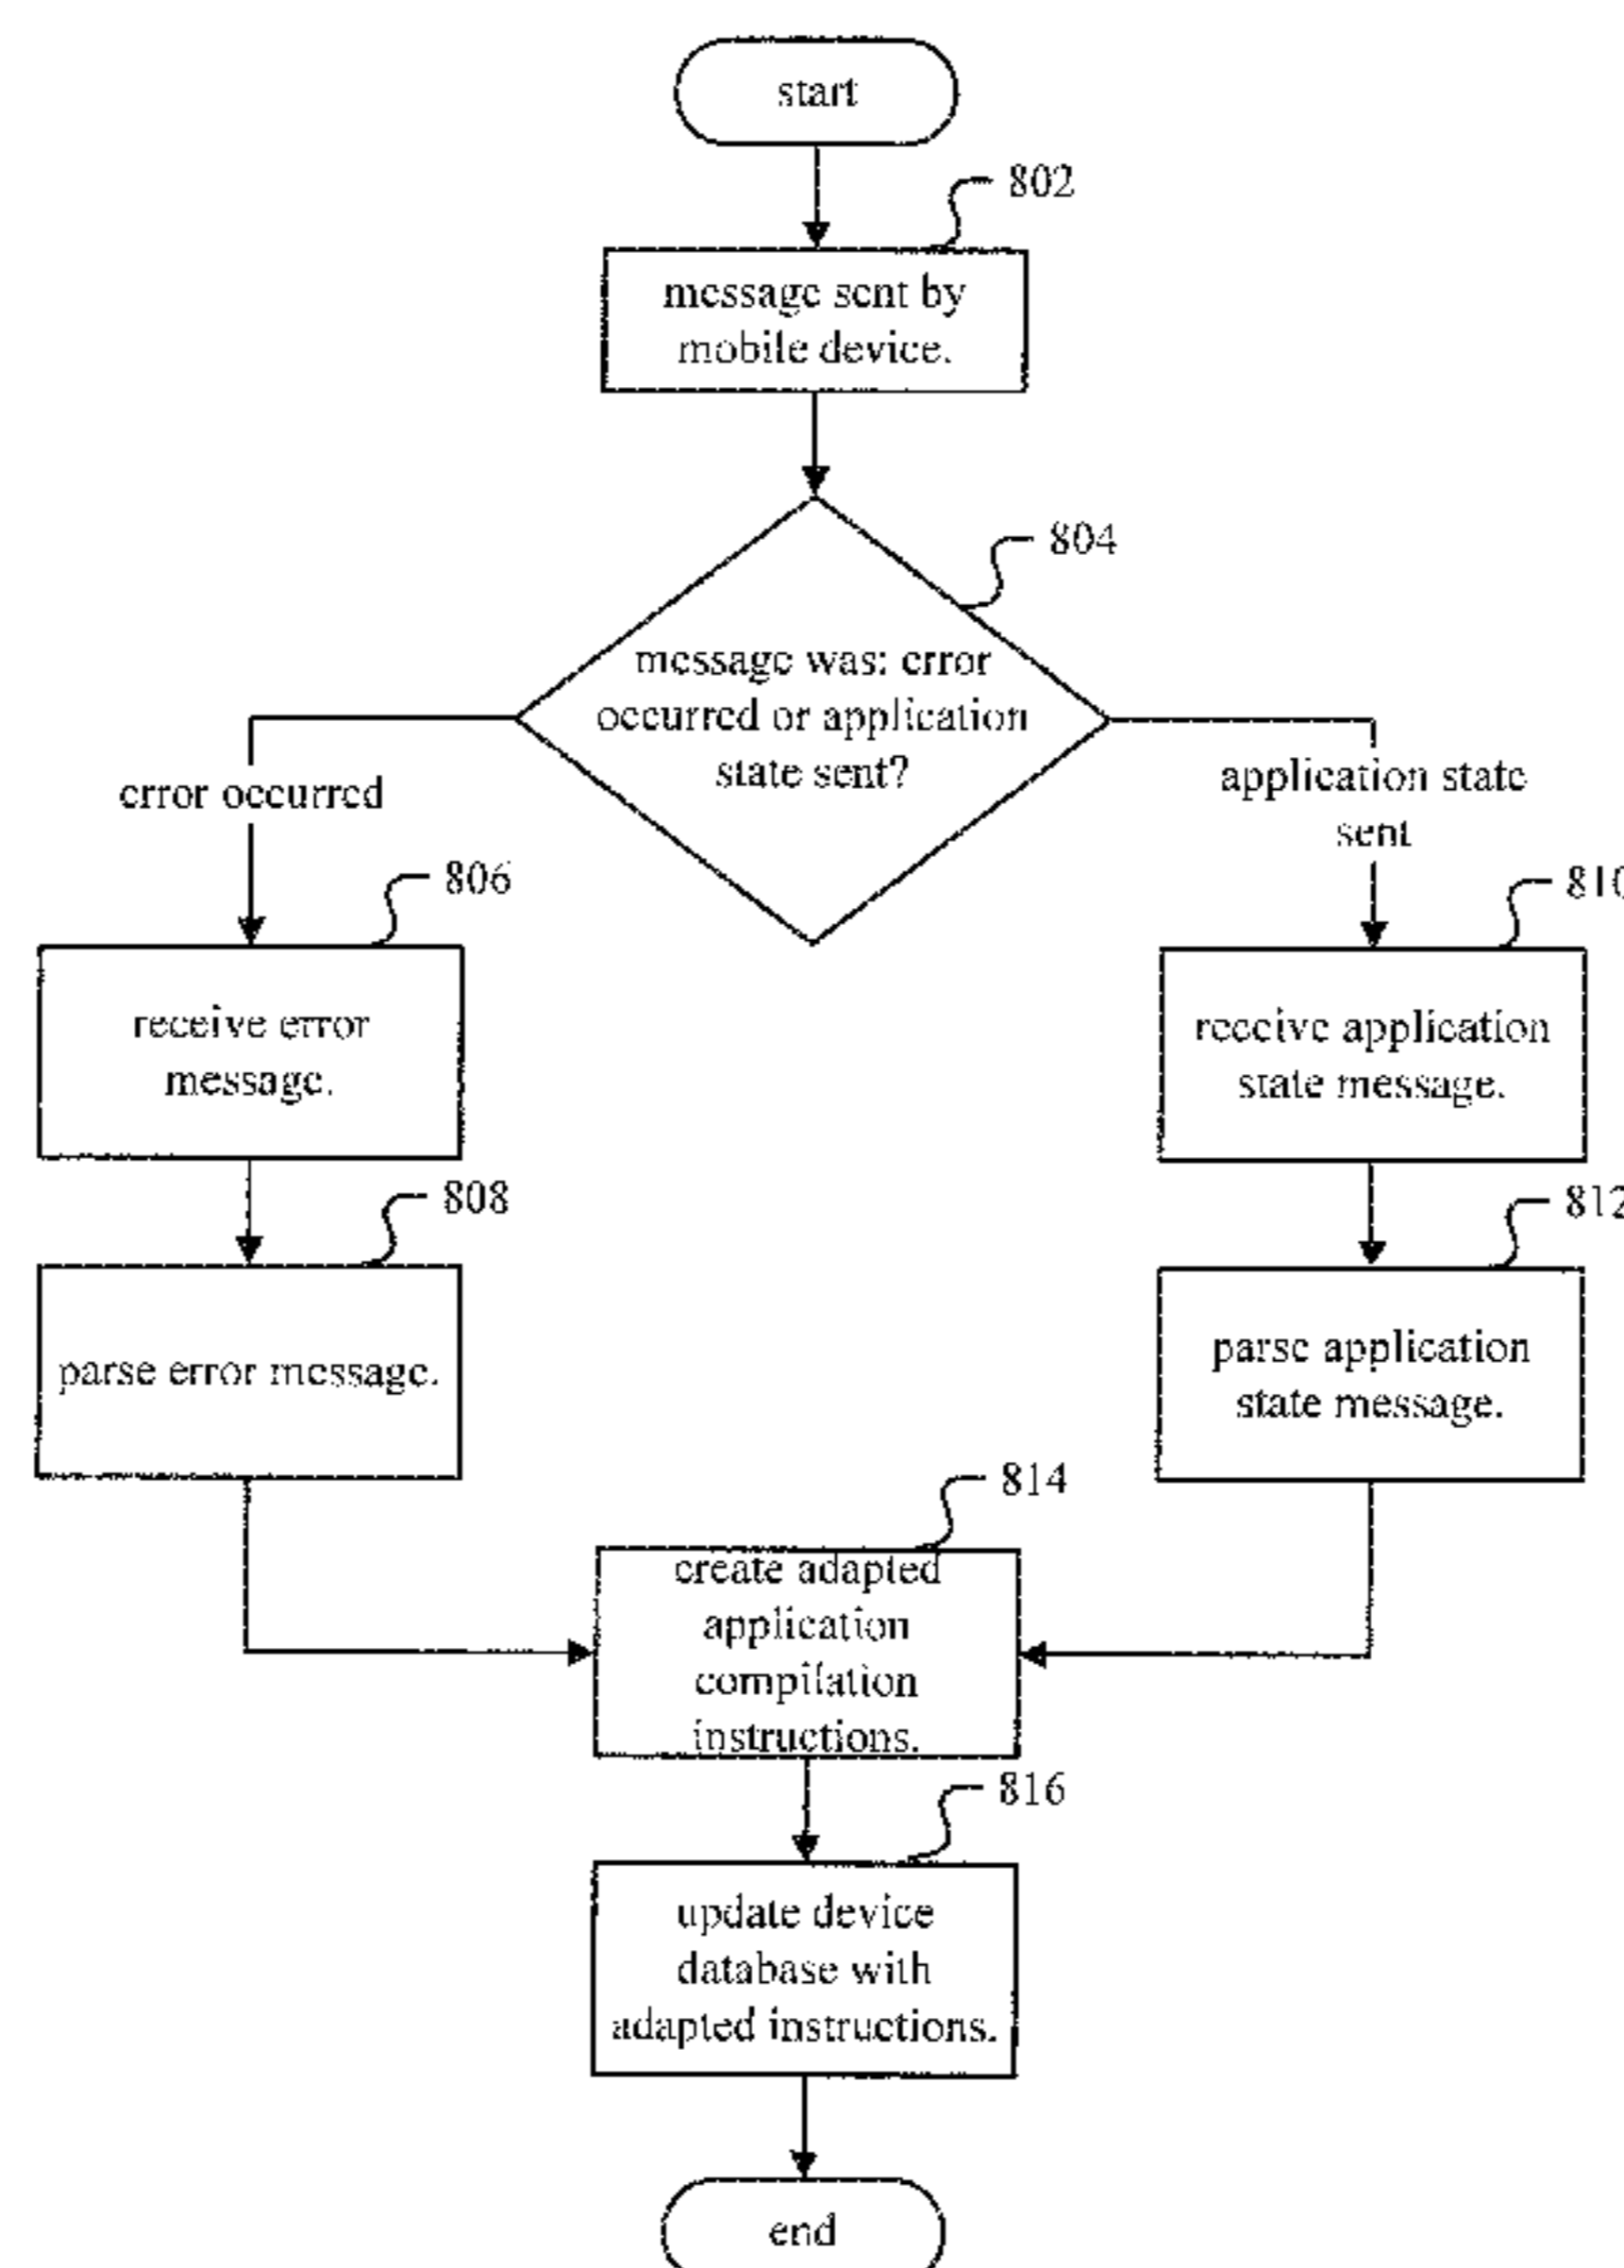 start
802
message sent by
mobile device.
804
message was: error
occurred or application
state sent?
error occurred
application state
sent
806
receive error
message.
810
receive application
state message.
808
parse error message.
812
parse application
state message.
814
create adapted
application
compilation
instructions.
816
update device
database with
adapted instructions.
end